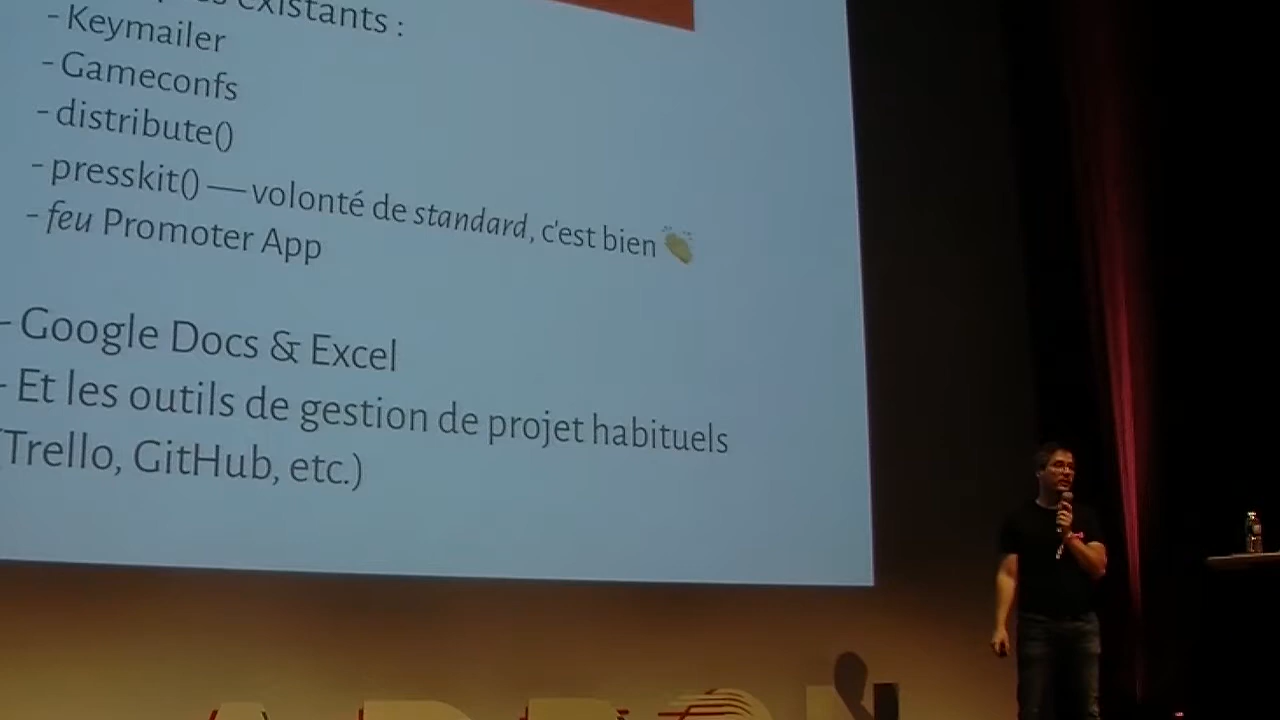 existants :
- Keymailer
- Gameconfs
- distribute()
- presskit() — volonté de standard, c'est bien 👏
- feu Promoter App
- Google Docs & Excel
- Et les outils de gestion de projet habituels
(Trello, GitHub, etc.)